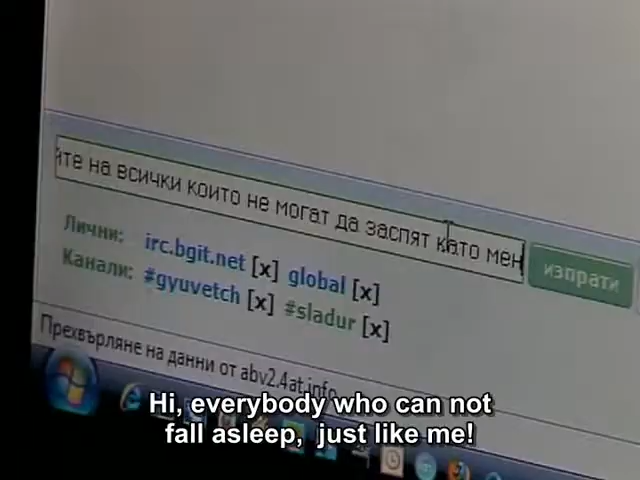 йте на всички които не могат да заспят като мен
изпрати
Лични: irc.bgit.net [x] global [x]
Канали: #gyuvetch [x] #sladur [x]
Прехвърляне на данни от abv2.4at.info
Hi, everybody who can not
fall asleep, just like me!